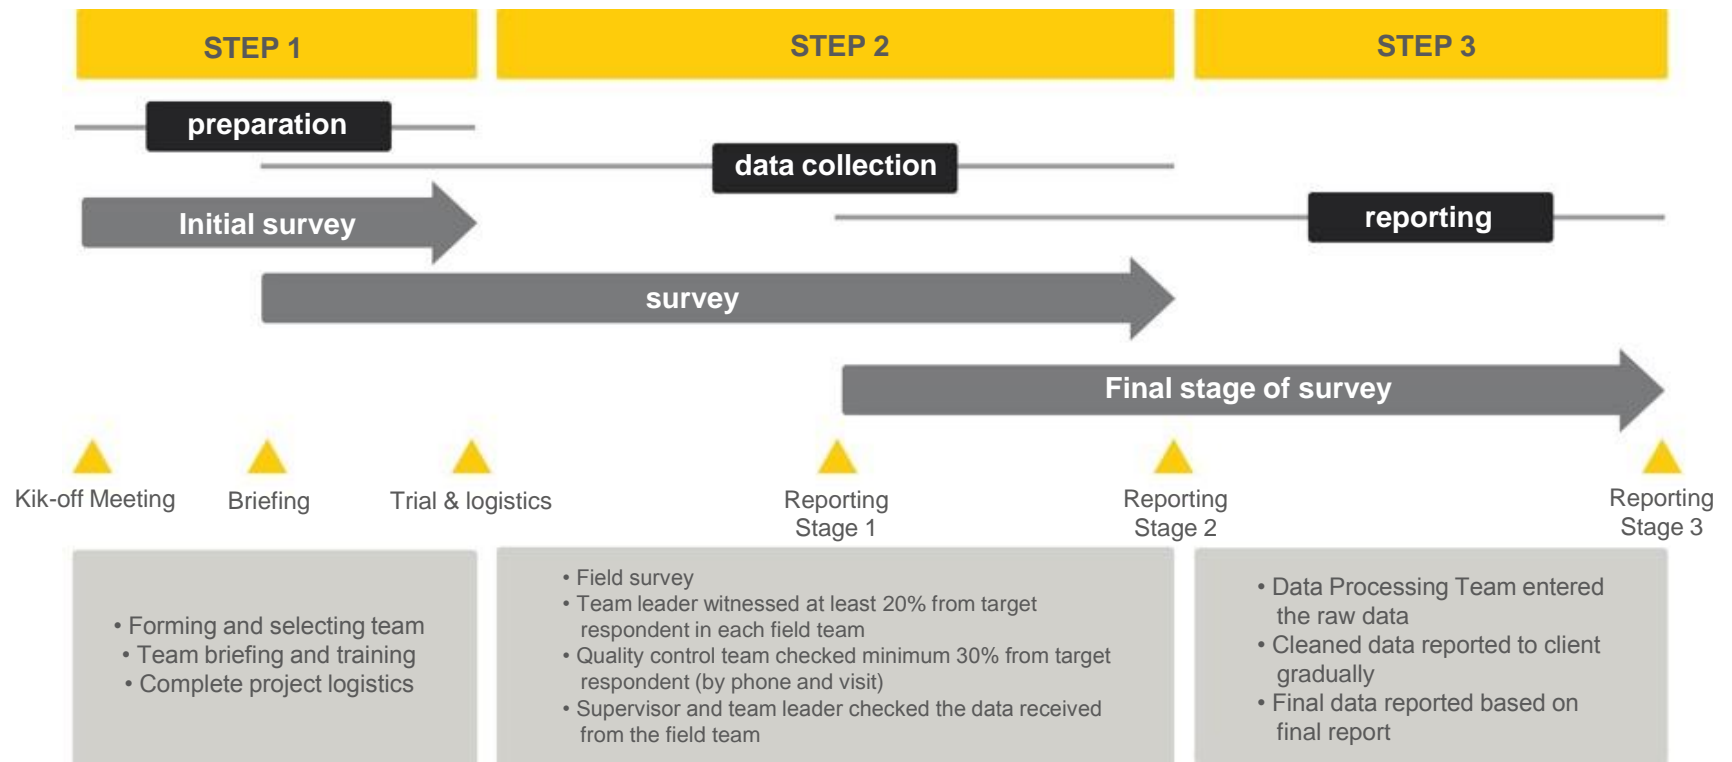 STEP 1
STEP 2
STEP 3
preparation
data collection
reporting
Initial survey
survey
Final stage of survey
Kik-off Meeting
Briefing
Trial & logistics
Reporting
Stage 1
Reporting
Stage 2
Reporting
Stage 3
• Forming and selecting team
• Team briefing and training
• Complete project logistics
• Field survey
• Team leader witnessed at least 20% from target
respondent in each field team
• Quality control team checked minimum 30% from target
respondent (by phone and visit)
• Supervisor and team leader checked the data received
from the field team
• Data Processing Team entered
the raw data
• Cleaned data reported to client
gradually
• Final data reported based on
final report